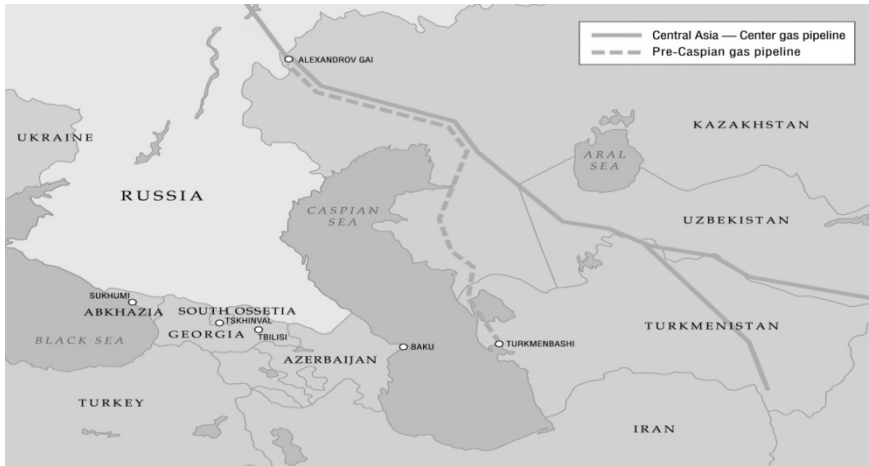 Central Asia — Center gas pipeline
Pre-Caspian gas pipeline
ALEXANDROV GAI
KAZAKHSTAN
UKRAINE
ARAL
SEA
RUSSIA
CASPIAN
SEA
UZBEKISTAN
SUKHUMI
ABKHAZIA
SOUTH OSSETIA
TSKHINVAL
GEORGIA
TBILISI
BLACK SEA
TURKMENISTAN
AZERBAIJAN
BAKU
TURKMENBASHI
TURKEY
IRAN